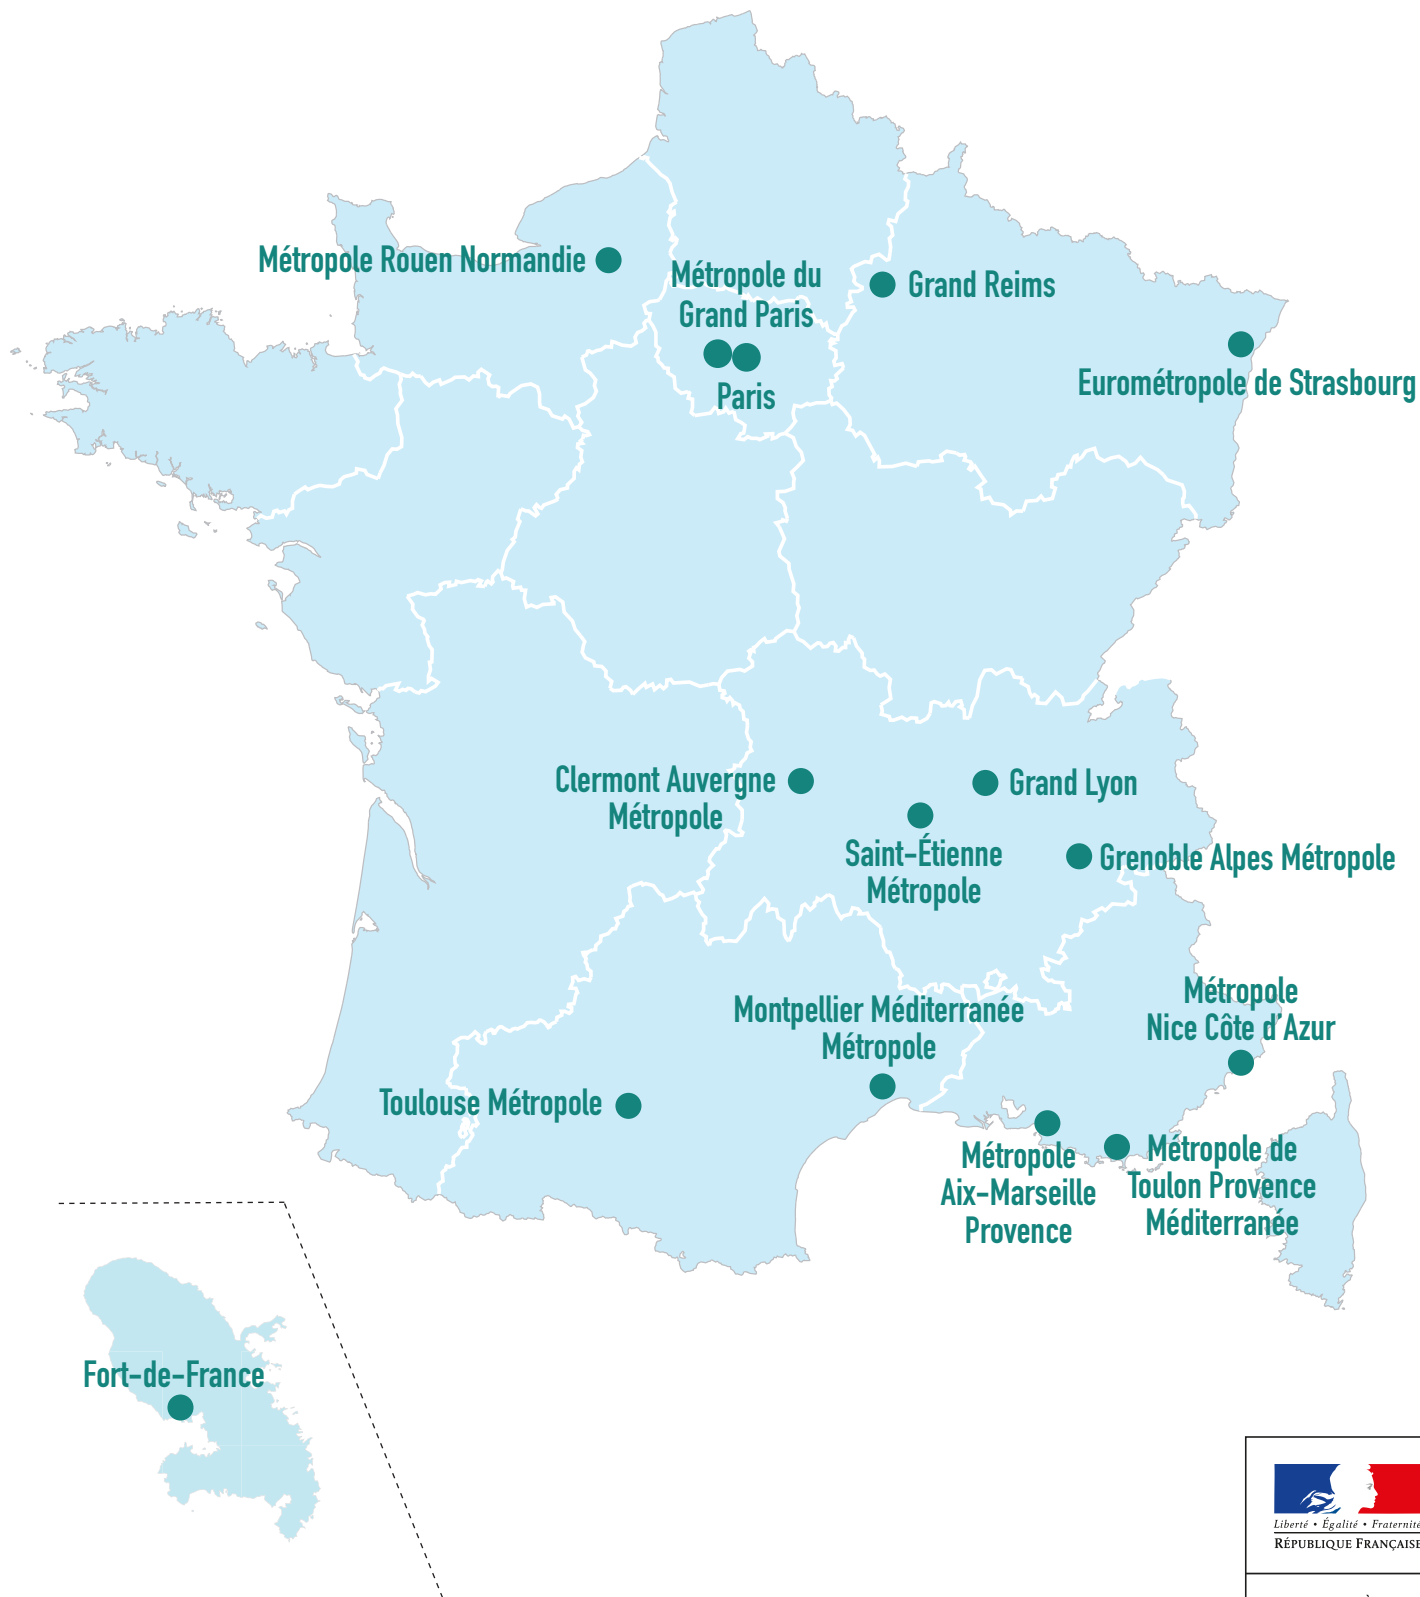 Métropole Rouen Normandie
Métropole du
Grand Paris
Grand Reims
Paris
Eurométropole de Strasbourg
Clermont Auvergne
Métropole
Grand Lyon
Saint-Étienne
Métropole
Grenoble Alpes Métropole
Métropole
Nice Côte d'Azur
Montpellier Méditerranée
Métropole
Toulouse Métropole
Métropole
Aix-Marseille
Provence
Métropole de
Toulon Provence
Méditerranée
Fort-de-France
Liberté • Égalité • Fraternité
RÉPUBLIQUE FRANÇAISE